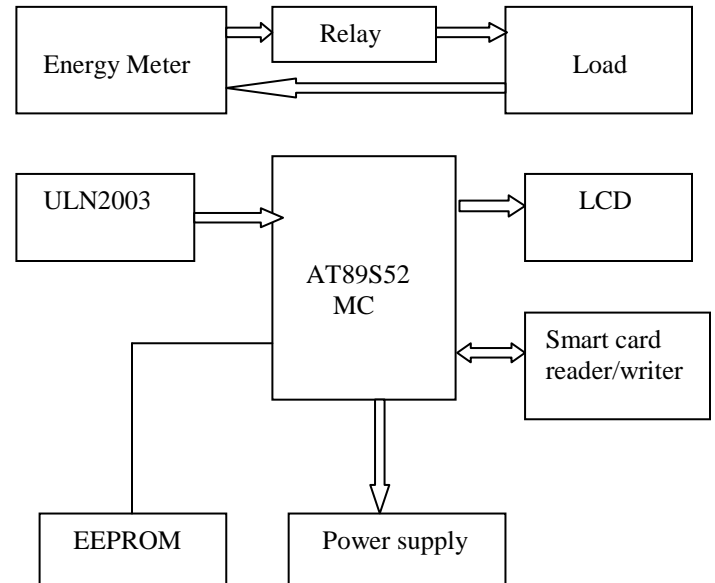 Energy Meter
Relay
Load
ULN2003
AT89S52
MC
LCD
Smart card
reader/writer
EEPROM
Power supply